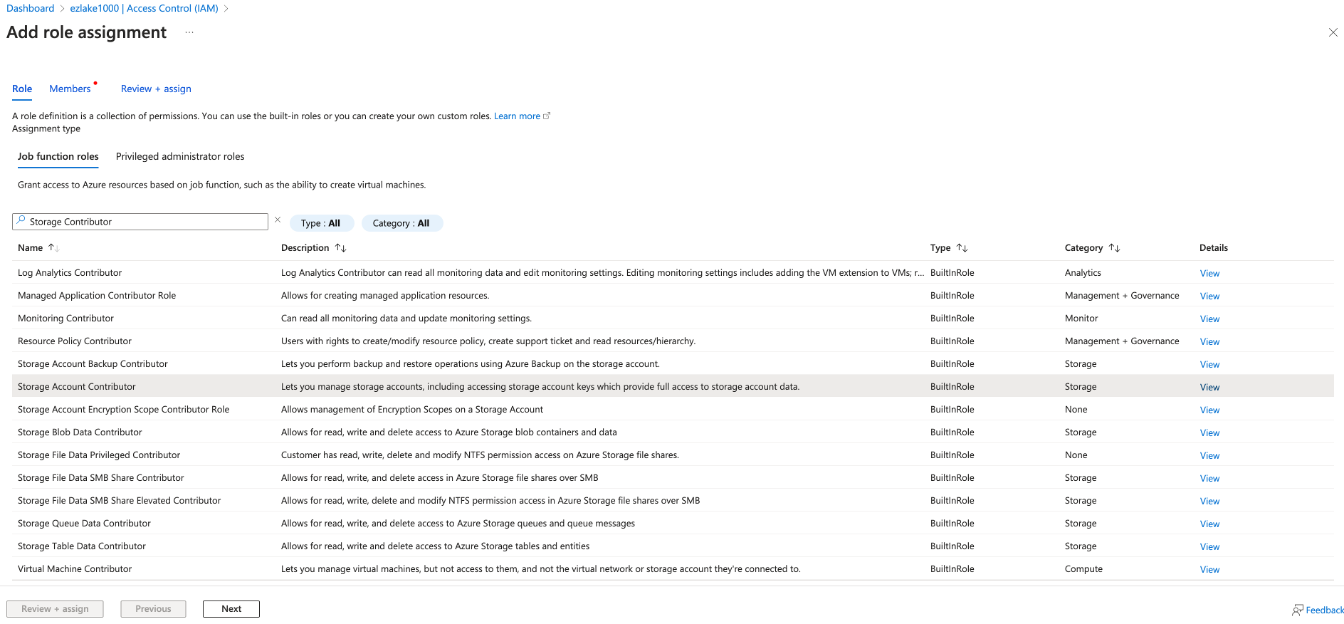 Dashboard > ezlake1000 | Access Control (IAM) >
Add role assignment ...
Role Members Review + assign
A role definition is a collection of permissions. You can use the built-in roles or you can create your own custom roles. Learn more
Assignment type
Job function roles Privileged administrator roles
Grant access to Azure resources based on job function, such as the ability to create virtual machines.
Storage Contributor × Type : All Category : All
Name ↑↓ Description ↑↓ Type ↑↓ Category ↑↓ Details
Log Analytics Contributor Log Analytics Contributor can read all monitoring data and edit monitoring settings. Editing monitoring settings includes adding the VM extension to VMs; r... BuiltInRole Analytics View
Managed Application Contributor Role Allows for creating managed application resources. BuiltInRole Management + Governance View
Monitoring Contributor Can read all monitoring data and update monitoring settings. BuiltInRole Monitor View
Resource Policy Contributor Users with rights to create/modify resource policy, create support ticket and read resources/hierarchy. BuiltInRole Management + Governance View
Storage Account Backup Contributor Lets you perform backup and restore operations using Azure Backup on the storage account. BuiltInRole Storage View
Storage Account Contributor Lets you manage storage accounts, including accessing storage account keys which provide full access to storage account data. BuiltInRole Storage View
Storage Account Encryption Scope Contributor Role Allows management of Encryption Scopes on a Storage Account BuiltInRole None View
Storage Blob Data Contributor Allows for read, write and delete access to Azure Storage blob containers and data BuiltInRole Storage View
Storage File Data Privileged Contributor Customer has read, write, delete and modify NTFS permission access on Azure Storage file shares. BuiltInRole None View
Storage File Data SMB Share Contributor Allows for read, write, and delete access in Azure Storage file shares over SMB BuiltInRole Storage View
Storage File Data SMB Share Elevated Contributor Allows for read, write, delete and modify NTFS permission access in Azure Storage file shares over SMB BuiltInRole Storage View
Storage Queue Data Contributor Allows for read, write, and delete access to Azure Storage queues and queue messages BuiltInRole Storage View
Storage Table Data Contributor Allows for read, write and delete access to Azure Storage tables and entities BuiltInRole Storage View
Virtual Machine Contributor Lets you manage virtual machines, but not access to them, and not the virtual network or storage account they're connected to. BuiltInRole Compute View
Review + assign Previous Next Feedback